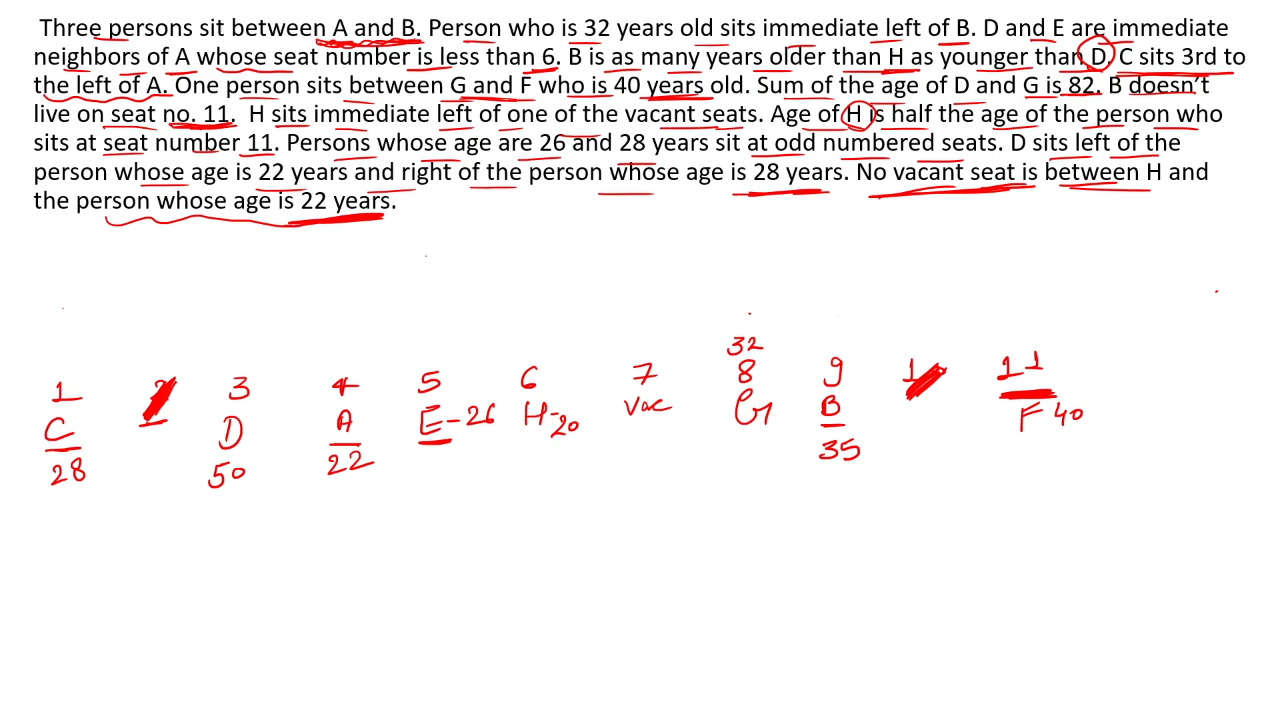 Three persons sit between A and B. Person who is 32 years old sits immediate left of B. D and E are immediate
neighbors of A whose seat number is less than 6. B is as many years older than H as younger than D. C sits 3rd to
the left of A. One person sits between G and F who is 40 years old. Sum of the age of D and G is 82. B doesn't
live on seat no. 11.  H sits immediate left of one of the vacant seats. Age of H is half the age of the person who
sits at seat number 11. Persons whose age are 26 and 28 years sit at odd numbered seats. D sits left of the
person whose age is 22 years and right of the person whose age is 28 years. No vacant seat is between H and
the person whose age is 22 years.
32
1 3 4 5 6 7 8 9 11
C D A E-26 H-20 Vac G B F 40
28 50 22 35